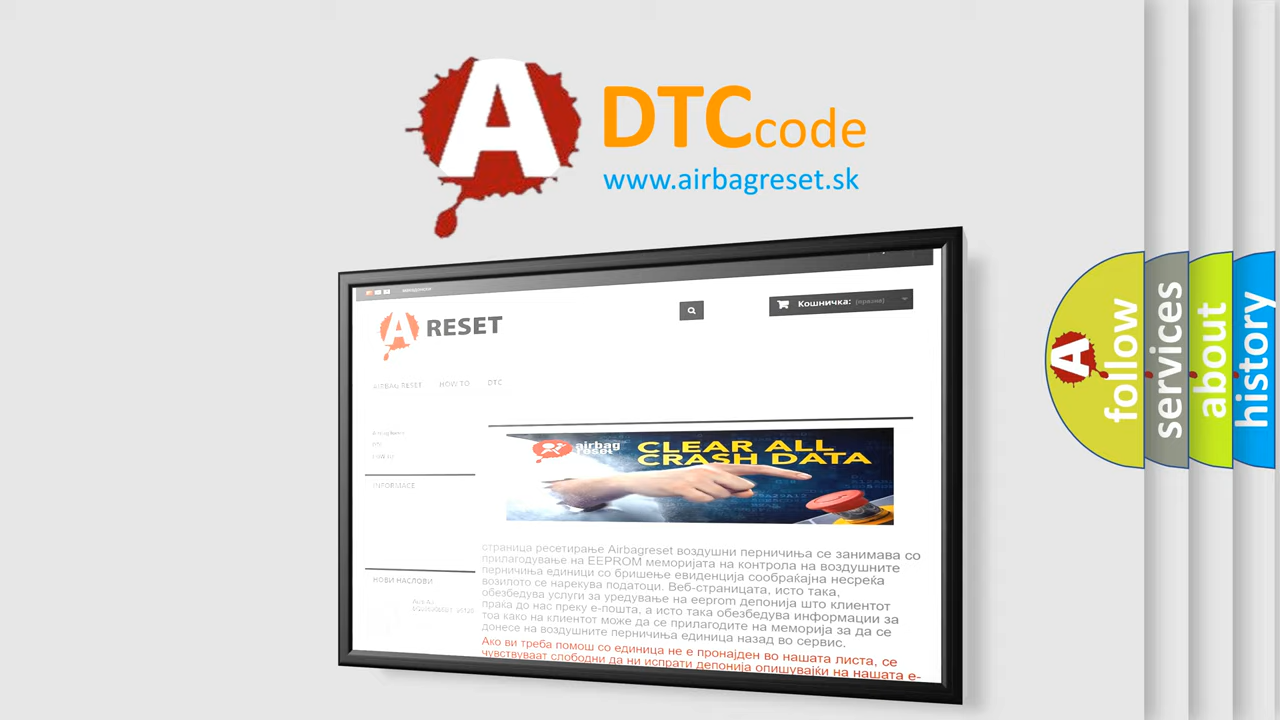 A
DTCcode
www.airbagreset.sk
A RESET
Кошничка: (празни)
AIRBAG RESET HOW TO DTC
INFORMACE
НОВИ НАСЛОВИ
airbag
reset
CLEAR ALL
CRASH DATA
страница ресетирање Airbagreset воздушни перничиња се занимава со
прилагодување на EEPROM меморијата на контрола на воздушните
перничиња единици со бришење евиденција сообраќајна несреќа
возилото се нарекува податоци. Веб-страницата, исто така,
обезбедува услуги за уредување на eeprom депонија што клиентот
праќа до нас преку е-пошта, а исто така обезбедува информации за
тоа како на клиентот може да се прилагодите на меморија за да се
донесе на воздушните перничиња единица назад во сервис.
Ако ви треба помош со единица не е пронајден во нашата листа, се
чувствуваат слободни да ни испрати депонија опишувајќи на нашата е-
A
follow
services
about
history